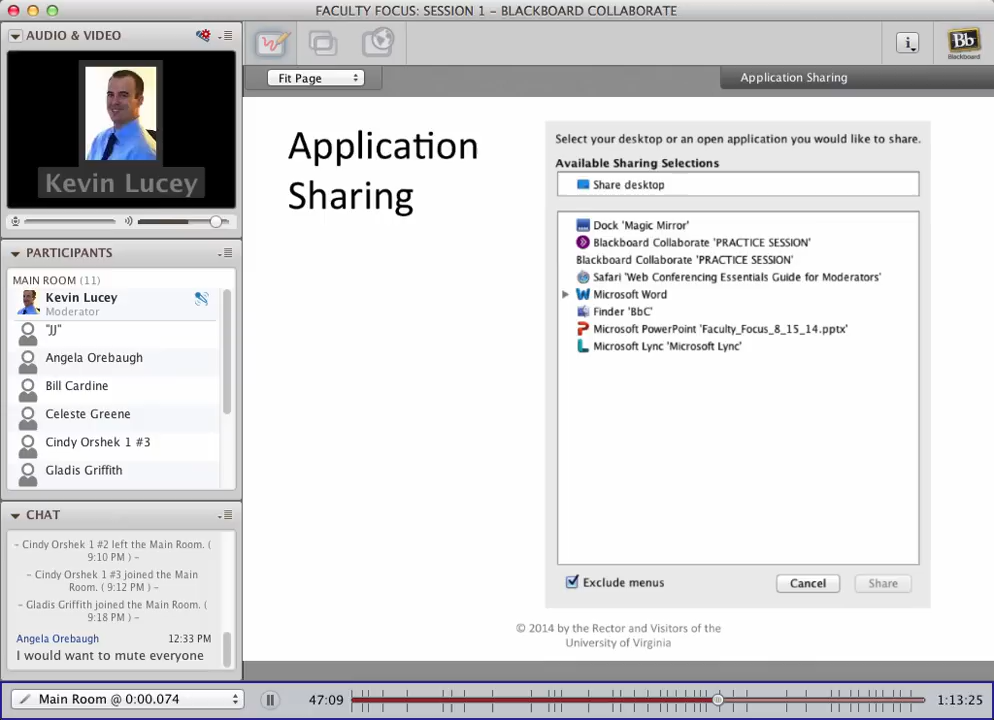 FACULTY FOCUS: SESSION 1 – BLACKBOARD COLLABORATE
AUDIO & VIDEO
Kevin Lucey
PARTICIPANTS
MAIN ROOM (11)
Kevin Lucey
Moderator
"JJ"
Angela Orebaugh
Bill Cardine
Celeste Greene
Cindy Orshek 1 #3
Gladis Griffith
CHAT
– Cindy Orshek 1 #2 left the Main Room. (
9:10 PM ) –
– Cindy Orshek 1 #3 joined the Main
Room. ( 9:12 PM ) –
– Gladis Griffith joined the Main Room. (
9:18 PM ) –
Angela Orebaugh 12:33 PM
I would want to mute everyone
Fit Page
Application Sharing
i
Bb
Blackboard
Application
Sharing
Select your desktop or an open application you would like to share.
Available Sharing Selections
Share desktop
Dock 'Magic Mirror'
Blackboard Collaborate 'PRACTICE SESSION'
Blackboard Collaborate 'PRACTICE SESSION'
Safari 'Web Conferencing Essentials Guide for Moderators'
Microsoft Word
Finder 'BbC'
Microsoft PowerPoint 'Faculty_Focus_8_15_14.pptx'
Microsoft Lync 'Microsoft Lync'
Exclude menus
Cancel
Share
© 2014 by the Rector and Visitors of the
University of Virginia
Main Room @ 0:00.074
47:09
1:13:25